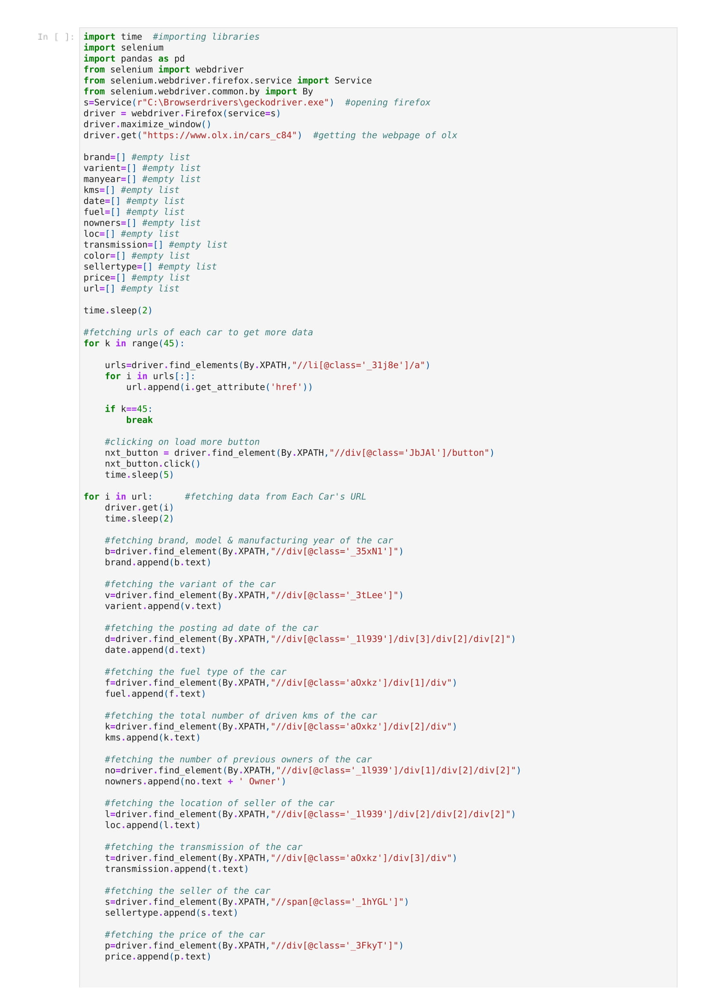 In [ ]:
import time  #importing libraries
import selenium
import pandas as pd
from selenium import webdriver
from selenium.webdriver.firefox.service import Service
from selenium.webdriver.common.by import By
s=Service(r"C:\Browserdrivers\geckodriver.exe")  #opening firefox
driver = webdriver.Firefox(service=s)
driver.maximize_window()
driver.get("https://www.olx.in/cars_c84")  #getting the webpage of olx

brand=[] #empty list
varient=[] #empty list
manyear=[] #empty list
kms=[] #empty list
date=[] #empty list
fuel=[] #empty list
nowners=[] #empty list
loc=[] #empty list
transmission=[] #empty list
color=[] #empty list
sellertype=[] #empty list
price=[] #empty list
url=[] #empty list

time.sleep(2)

#fetching urls of each car to get more data
for k in range(45):

    urls=driver.find_elements(By.XPATH,"//li[@class='_31j8e']/a")
    for i in urls[:]:
        url.append(i.get_attribute('href'))

    if k==45:
        break

    #clicking on load more button
    nxt_button = driver.find_element(By.XPATH,"//div[@class='JbJAl']/button")
    nxt_button.click()
    time.sleep(5)

for i in url:      #fetching data from Each Car's URL
    driver.get(i)
    time.sleep(2)

    #fetching brand, model & manufacturing year of the car
    b=driver.find_element(By.XPATH,"//div[@class='_35xN1']")
    brand.append(b.text)

    #fetching the variant of the car
    v=driver.find_element(By.XPATH,"//div[@class='_3tLee']")
    varient.append(v.text)

    #fetching the posting ad date of the car
    d=driver.find_element(By.XPATH,"//div[@class='_1l939']/div[3]/div[2]/div[2]")
    date.append(d.text)

    #fetching the fuel type of the car
    f=driver.find_element(By.XPATH,"//div[@class='aOxkz']/div[1]/div")
    fuel.append(f.text)

    #fetching the total number of driven kms of the car
    k=driver.find_element(By.XPATH,"//div[@class='aOxkz']/div[2]/div")
    kms.append(k.text)

    #fetching the number of previous owners of the car
    no=driver.find_element(By.XPATH,"//div[@class='_1l939']/div[1]/div[2]/div[2]")
    nowners.append(no.text + ' Owner')

    #fetching the location of seller of the car
    l=driver.find_element(By.XPATH,"//div[@class='_1l939']/div[2]/div[2]/div[2]")
    loc.append(l.text)

    #fetching the transmission of the car
    t=driver.find_element(By.XPATH,"//div[@class='aOxkz']/div[3]/div")
    transmission.append(t.text)

    #fetching the seller of the car
    s=driver.find_element(By.XPATH,"//span[@class='_1hYGL']")
    sellertype.append(s.text)

    #fetching the price of the car
    p=driver.find_element(By.XPATH,"//div[@class='_3FkyT']")
    price.append(p.text)